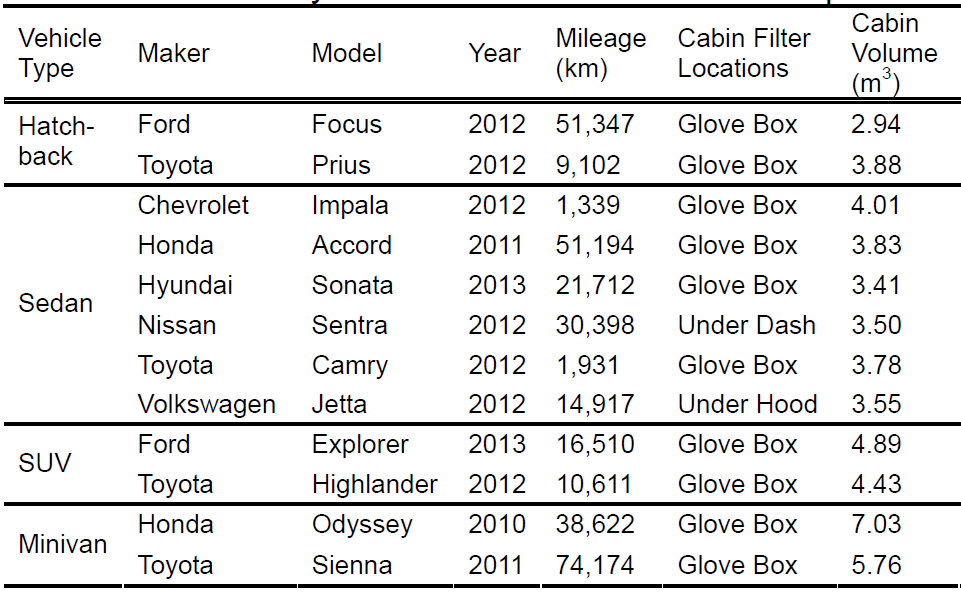 Vehicle Type Maker Model Year Mileage (km) Cabin Filter Locations Cabin Volume (m³)
Hatch-back Ford Focus 2012 51,347 Glove Box 2.94
Toyota Prius 2012 9,102 Glove Box 3.88
Sedan Chevrolet Impala 2012 1,339 Glove Box 4.01
Honda Accord 2011 51,194 Glove Box 3.83
Hyundai Sonata 2013 21,712 Glove Box 3.41
Nissan Sentra 2012 30,398 Under Dash 3.50
Toyota Camry 2012 1,931 Glove Box 3.78
Volkswagen Jetta 2012 14,917 Under Hood 3.55
SUV Ford Explorer 2013 16,510 Glove Box 4.89
Toyota Highlander 2012 10,611 Glove Box 4.43
Minivan Honda Odyssey 2010 38,622 Glove Box 7.03
Toyota Sienna 2011 74,174 Glove Box 5.76